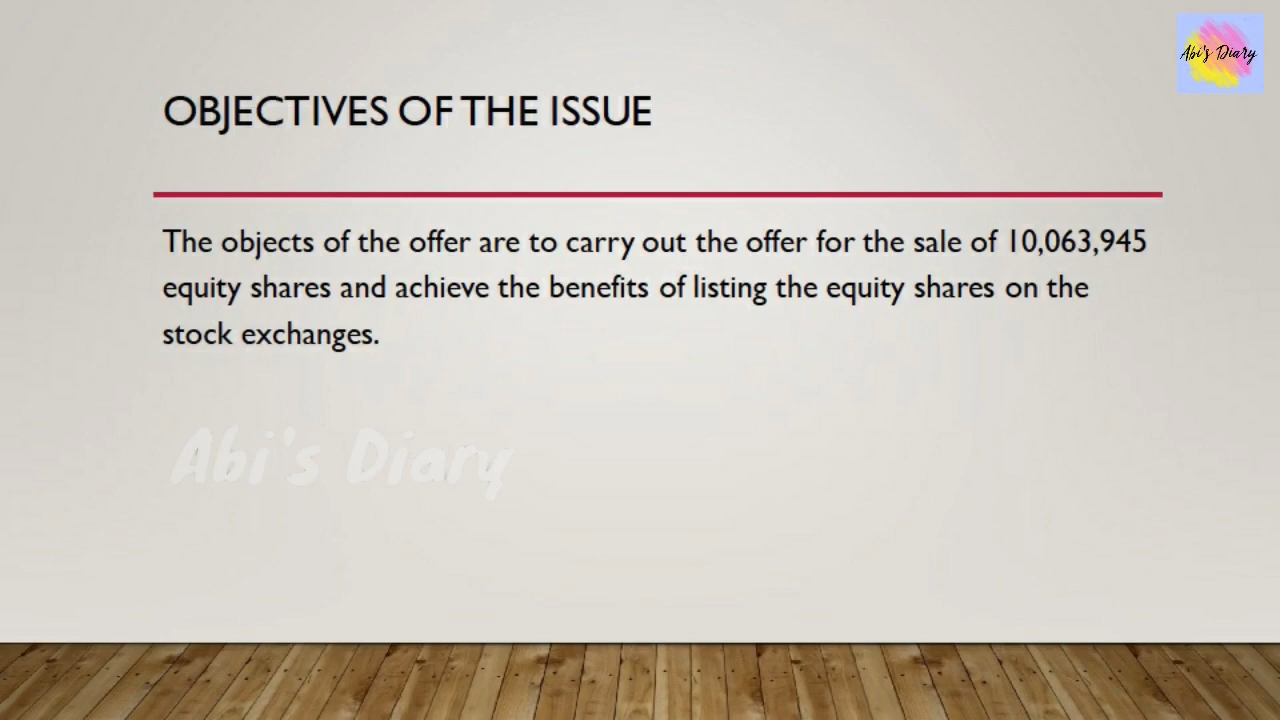 Abi's Diary
OBJECTIVES OF THE ISSUE
The objects of the offer are to carry out the offer for the sale of 10,063,945
equity shares and achieve the benefits of listing the equity shares on the
stock exchanges.
Abi's Diary